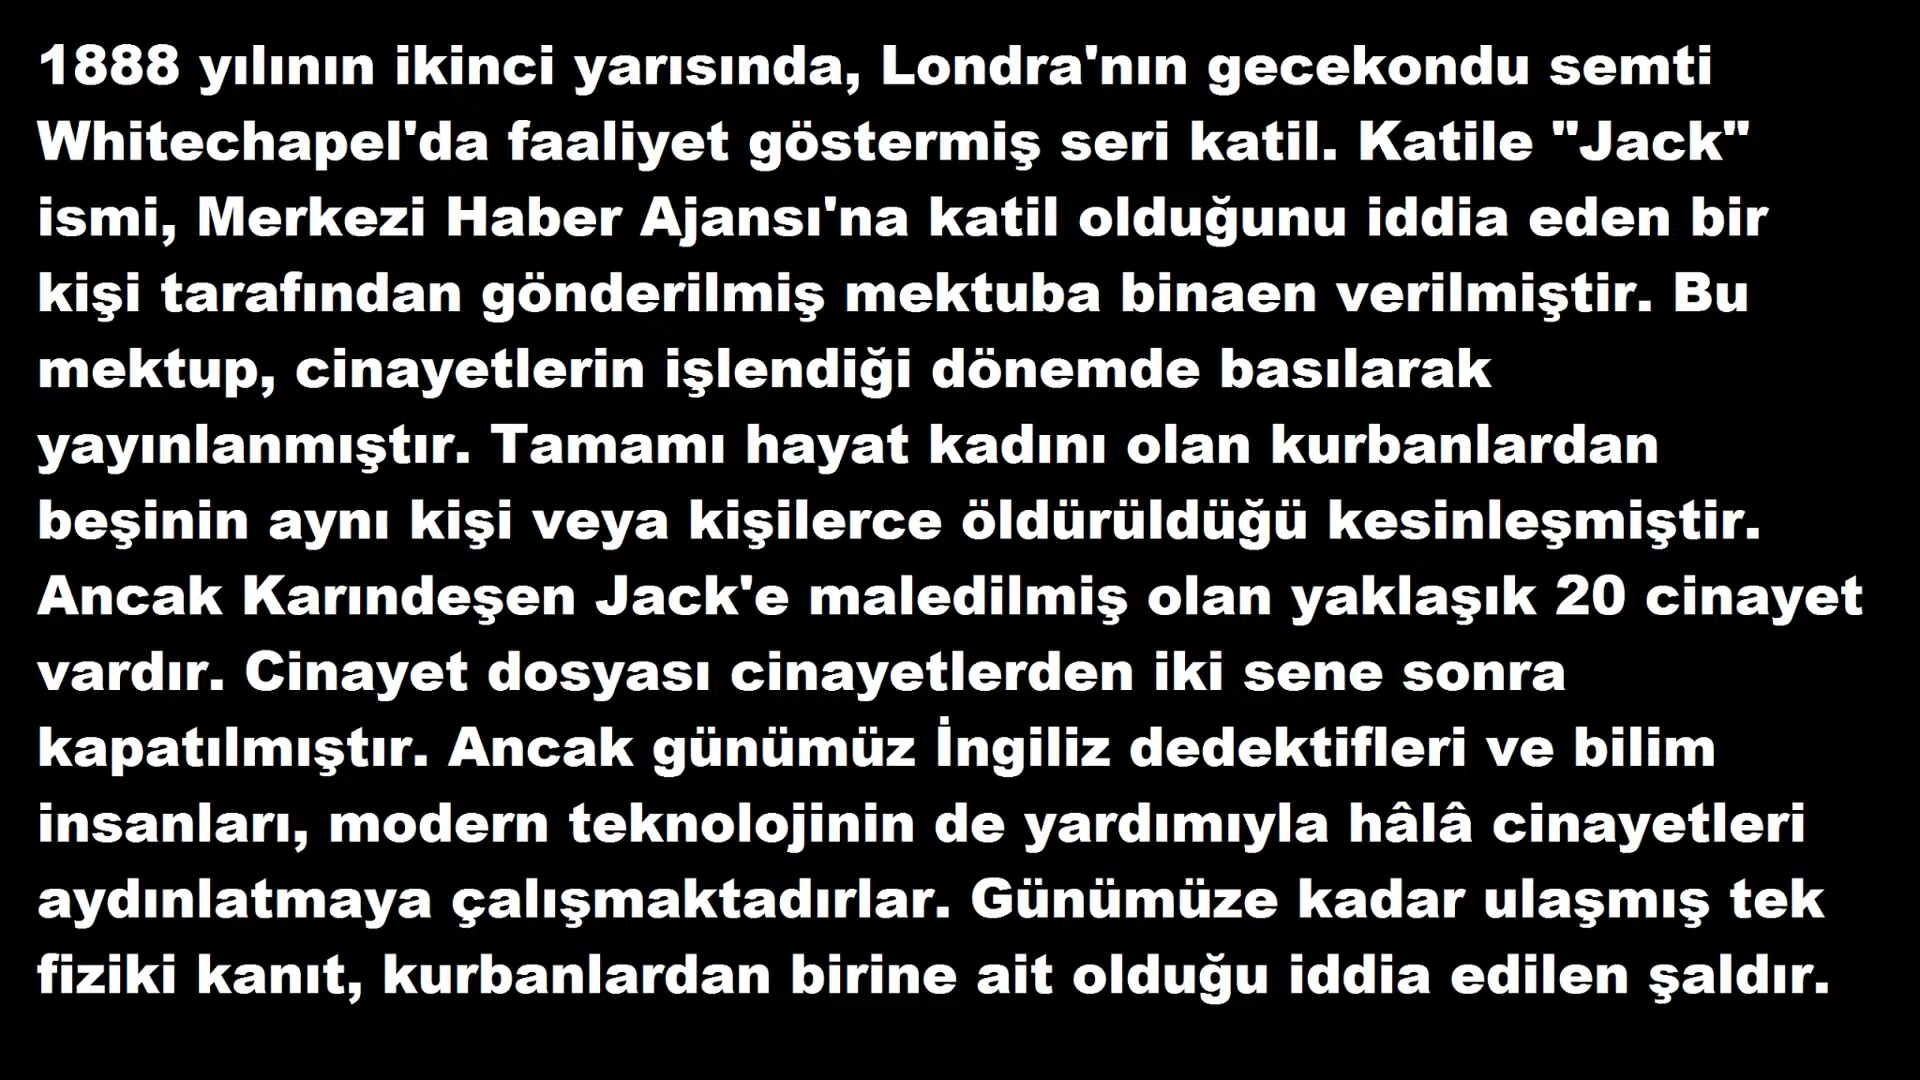 1888 yılının ikinci yarısında, Londra'nın gecekondu semti
Whitechapel'da faaliyet göstermiş seri katil. Katile "Jack"
ismi, Merkezi Haber Ajansı'na katil olduğunu iddia eden bir
kişi tarafından gönderilmiş mektuba binaen verilmiştir. Bu
mektup, cinayetlerin işlendiği dönemde basılarak
yayınlanmıştır. Tamamı hayat kadını olan kurbanlardan
beşinin aynı kişi veya kişilerce öldürüldüğü kesinleşmiştir.
Ancak Karındeşen Jack'e maledilmiş olan yaklaşık 20 cinayet
vardır. Cinayet dosyası cinayetlerden iki sene sonra
kapatılmıştır. Ancak günümüz İngiliz dedektifleri ve bilim
insanları, modern teknolojinin de yardımıyla hâlâ cinayetleri
aydınlatmaya çalışmaktadırlar. Günümüze kadar ulaşmış tek
fiziki kanıt, kurbanlardan birine ait olduğu iddia edilen şaldır.